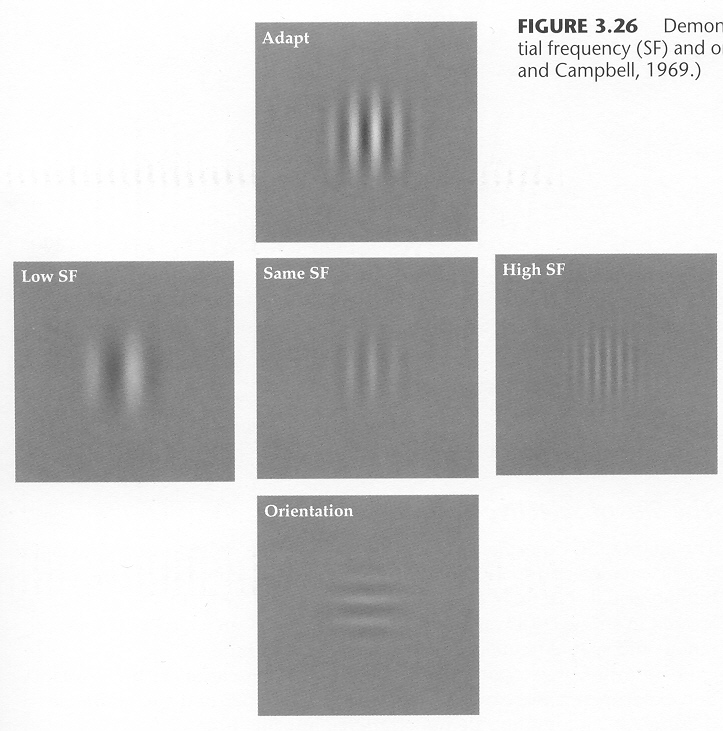 Adapt
FIGURE 3.26 Demon
tial frequency (SF) and o
and Campbell, 1969.)
Low SF
Same SF
High SF
Orientation